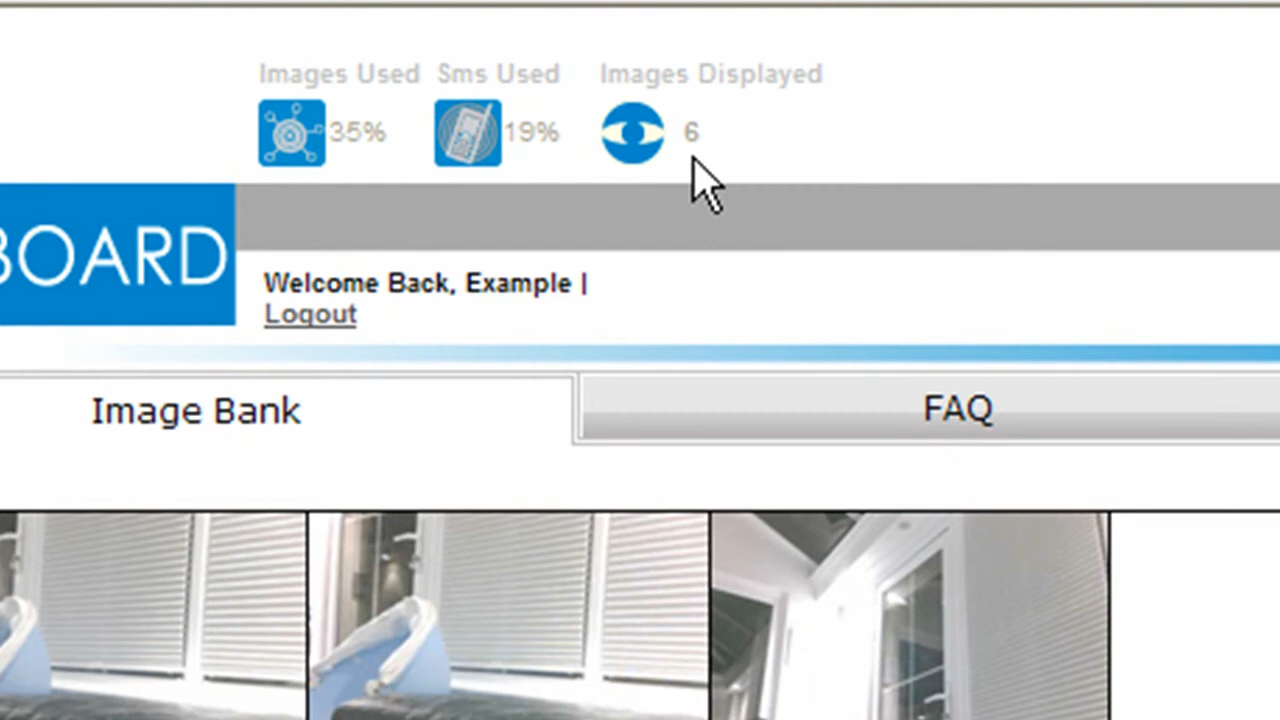 Images Used Sms Used Images Displayed
35% 19% 6
BOARD
Welcome Back, Example |
Logout
Image Bank FAQ